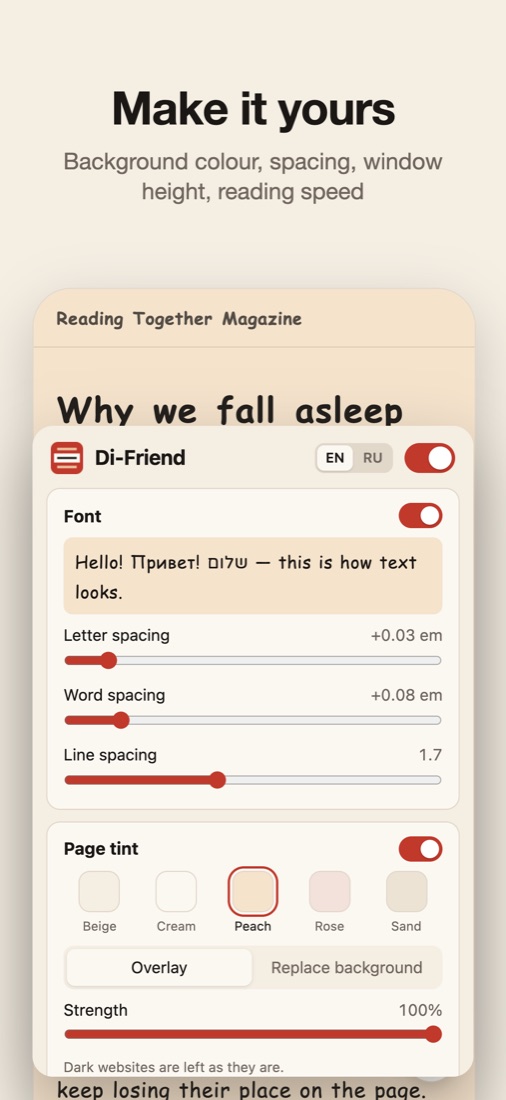 Make it yours
Background colour, spacing, window
height, reading speed
Reading Together Magazine
Why we fall asleep
Di-Friend
EN RU
Font
Hello! Привет! שלום — this is how text
looks.
Letter spacing +0.03 em
Word spacing +0.08 em
Line spacing 1.7
Page tint
Beige Cream Peach Rose Sand
Overlay Replace background
Strength 100%
Dark websites are left as they are.
keep losing their place on the page.